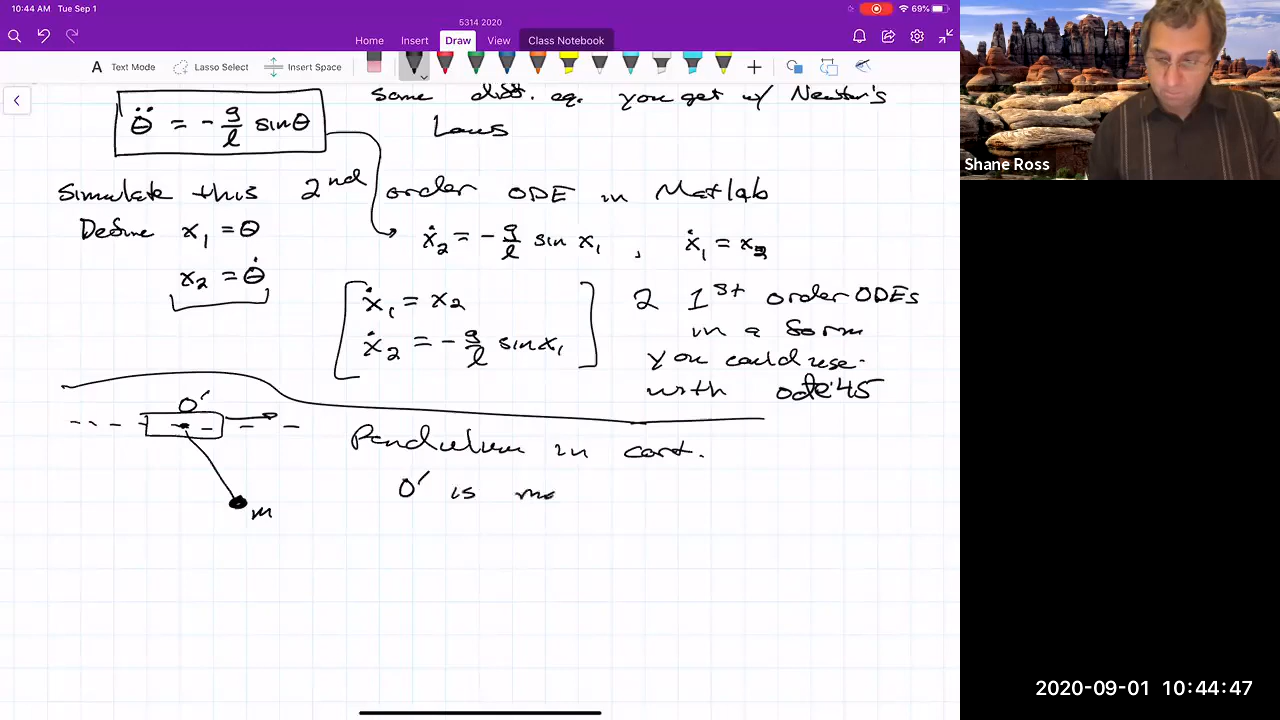 10:44 AM Tue Sep 1
69%
5314 2020
Home Insert Draw View Class Notebook
Text Mode Lasso Select Insert Space
θ̈ = - g/l sinθ
same diff. eq. you get w/ Newton's
Laws
Simulate this 2nd order ODE in Matlab
Define x₁ = θ
x₂ = θ̇
ẋ₂ = - g/l sin x₁ , ẋ₁ = x₂
ẋ₁ = x₂
ẋ₂ = - g/l sin x₁
2 1st order ODEs
in a form
you could use
with ode45
O'
m
Pendulum in cart.
O' is mo
Shane Ross
2020-09-01 10:44:47